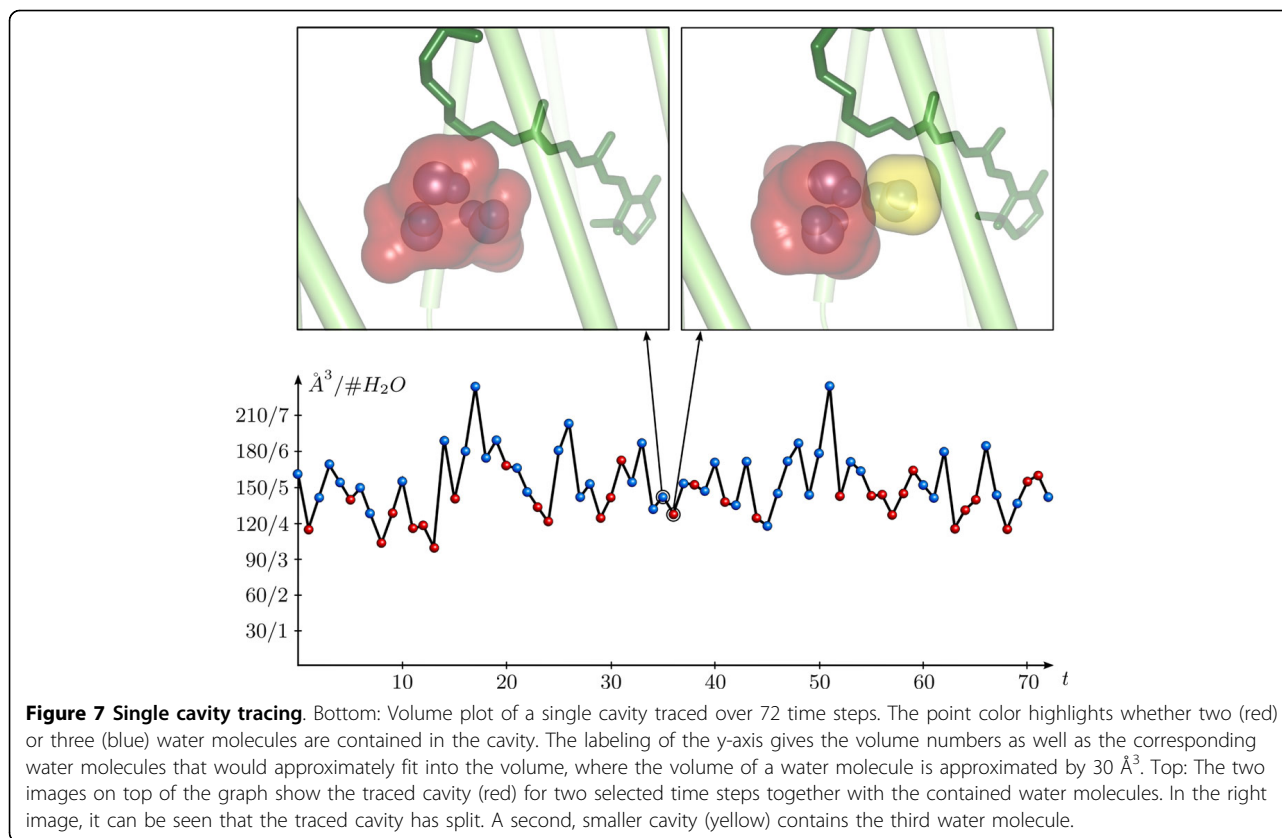 Å³/#H₂O
210/7
180/6
150/5
120/4
90/3
60/2
30/1
10 20 30 40 50 60 70 t
Figure 7 Single cavity tracing. Bottom: Volume plot of a single cavity traced over 72 time steps. The point color highlights whether two (red)
or three (blue) water molecules are contained in the cavity. The labeling of the y-axis gives the volume numbers as well as the corresponding
water molecules that would approximately fit into the volume, where the volume of a water molecule is approximated by 30 Å³. Top: The two
images on top of the graph show the traced cavity (red) for two selected time steps together with the contained water molecules. In the right
image, it can be seen that the traced cavity has split. A second, smaller cavity (yellow) contains the third water molecule.